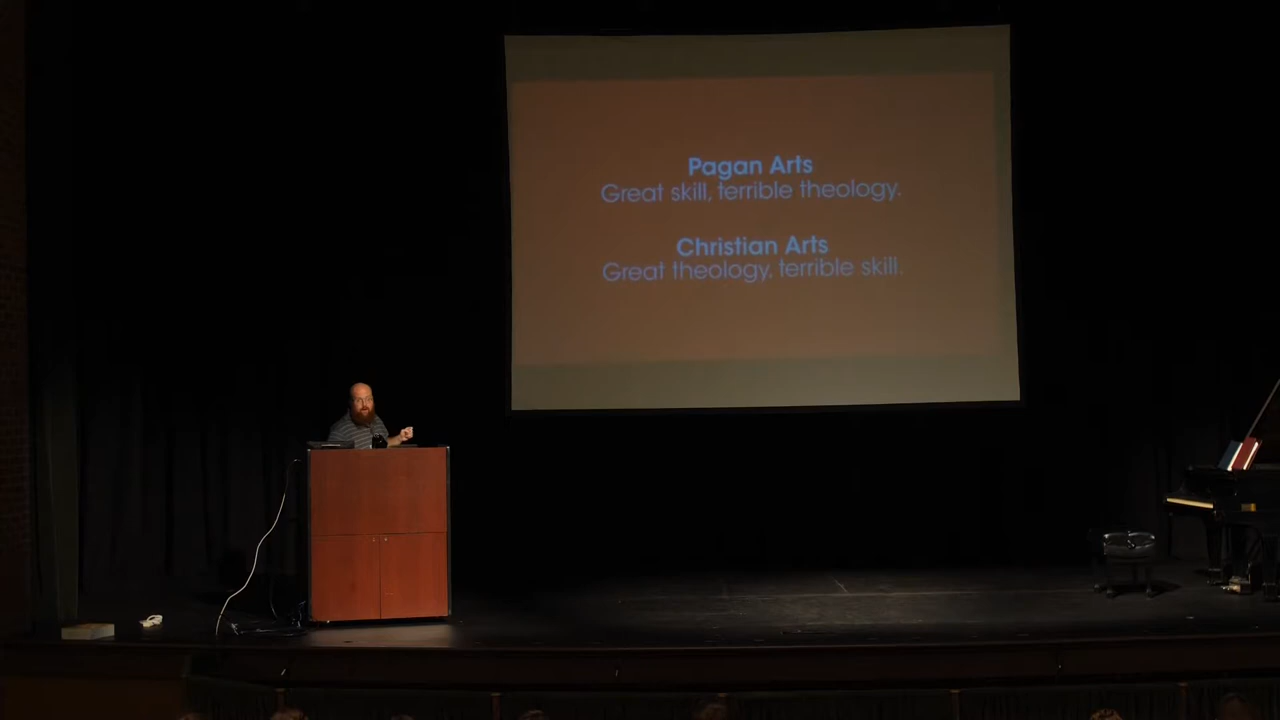 Pagan Arts
Great skill, terrible theology.
Christian Arts
Great theology, terrible skill.